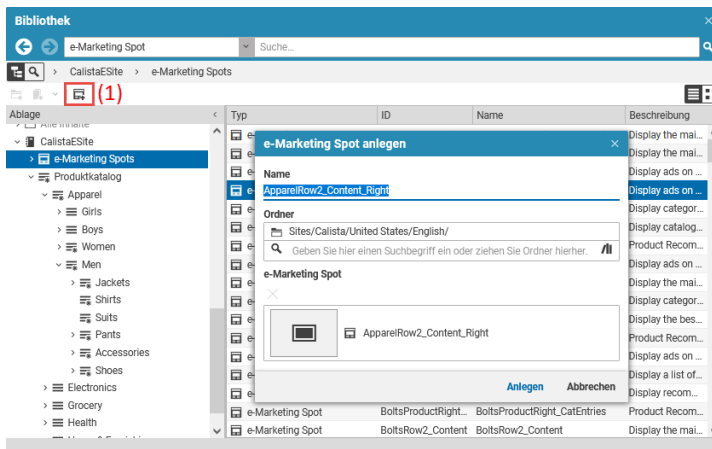 Bibliothek
e-Marketing Spot
Suche...
CalistaESite > e-Marketing Spots
(1)
Ablage
Typ ID Name Beschreibung
Alle Inhalte
CalistaESite
e-Marketing Spots
Produktkatalog
Apparel
Girls
Boys
Women
Men
Jackets
Shirts
Suits
Pants
Accessories
Shoes
Electronics
Grocery
Health
e-Marketing Spot anlegen
Name
ApparelRow2_Content_Right
Ordner
Sites/Calista/United States/English/
Geben Sie hier einen Suchbegriff ein oder ziehen Sie Ordner hierher.
e-Marketing Spot
ApparelRow2_Content_Right
Anlegen Abbrechen
Display the mai...
Display the mai...
Display ads on ...
Display ads on ...
Display categor...
Display catalog...
Product Recom...
Display ads on ...
Display the mai...
Display categor...
Display the bes...
Product Recom...
Display ads on ...
Display a list of...
Display recom...
e-Marketing Spot BoltsProductRight... BoltsProductRight_CatEntries Product Recom...
e-Marketing Spot BoltsRow2_Content BoltsRow2_Content Display the mai...